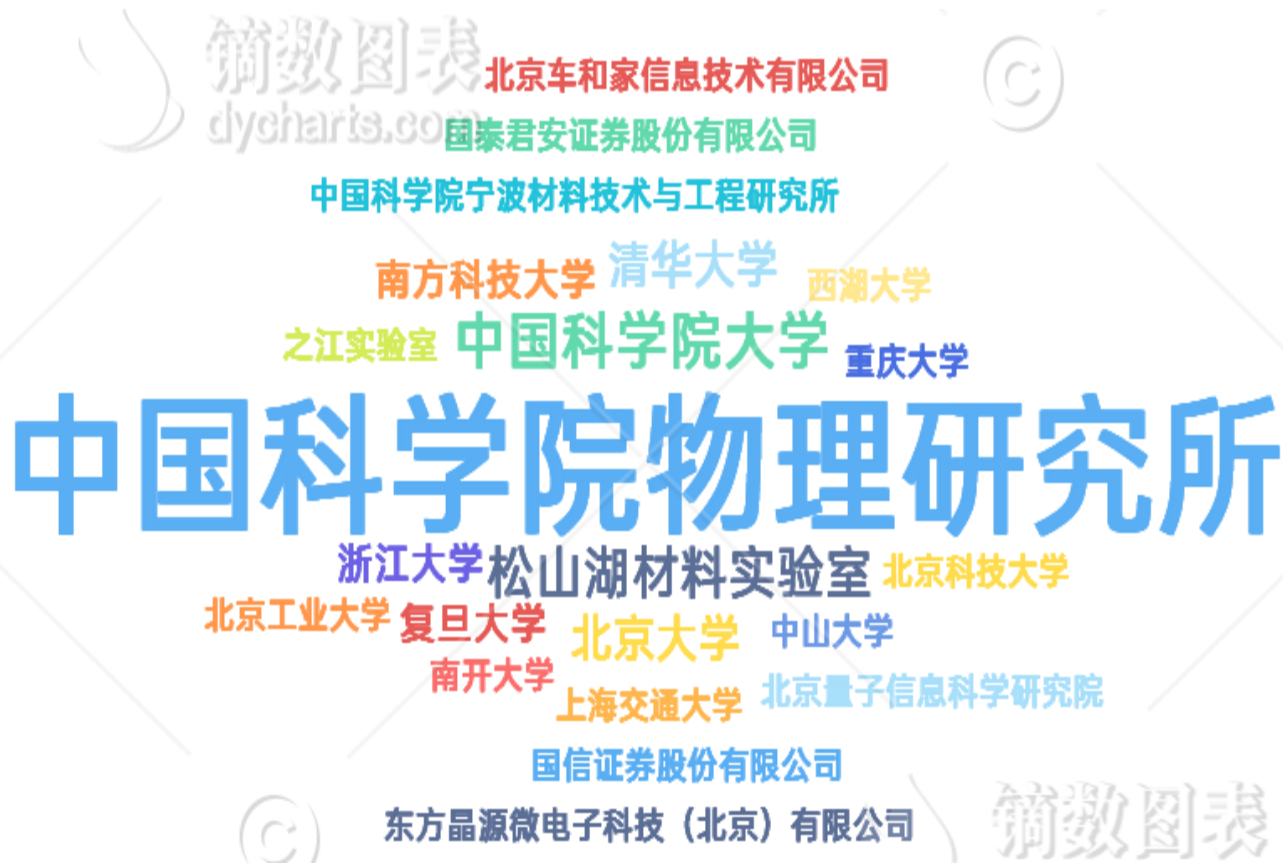 镝数图表
dycharts.com
©
北京车和家信息技术有限公司
国泰君安证券股份有限公司
中国科学院宁波材料技术与工程研究所
南方科技大学 清华大学 西湖大学
之江实验室 中国科学院大学 重庆大学
中国科学院物理研究所
浙江大学 松山湖材料实验室 北京科技大学
北京工业大学 复旦大学 北京大学 中山大学
南开大学
上海交通大学 北京量子信息科学研究院
国信证券股份有限公司
©
镝数图表
东方晶源微电子科技（北京）有限公司